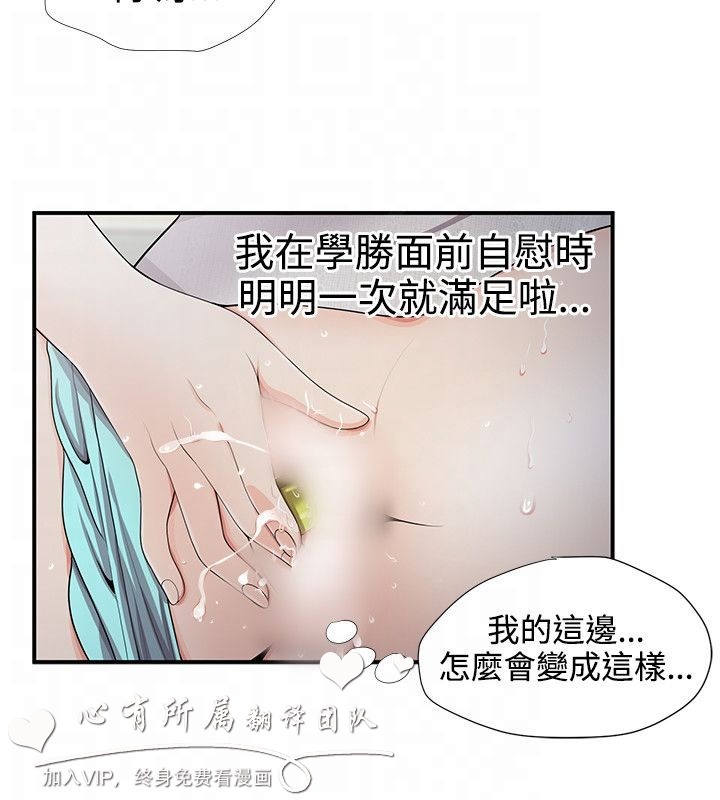 我在學勝面前自慰時
明明一次就滿足啦...
我的這邊...
怎麼會變成這樣...
心有所属翻译团队
加入VIP，终身免费看漫画